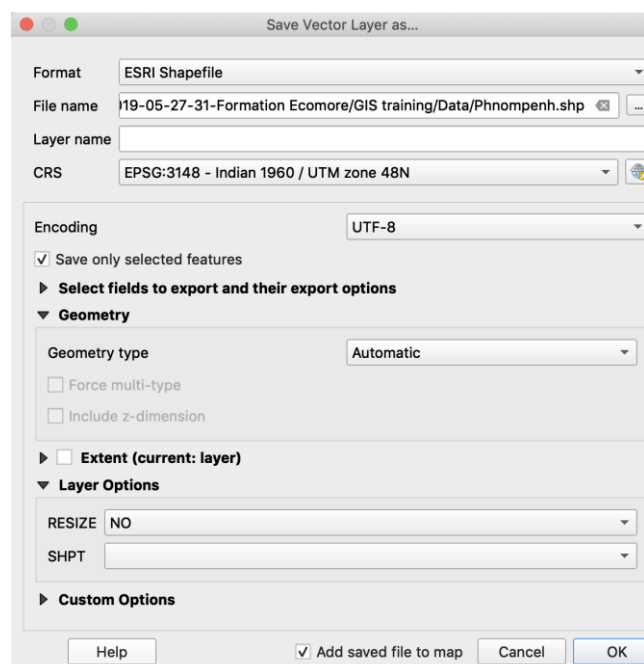 Save Vector Layer as...
Format ESRI Shapefile
File name 19-05-27-31-Formation Ecomore/GIS training/Data/Phnompenh.shp ...
Layer name
CRS EPSG:3148 - Indian 1960 / UTM zone 48N
Encoding UTF-8
Save only selected features
Select fields to export and their export options
Geometry
Geometry type Automatic
Force multi-type
Include z-dimension
Extent (current: layer)
Layer Options
RESIZE NO
SHPT
Custom Options
Help Add saved file to map Cancel OK